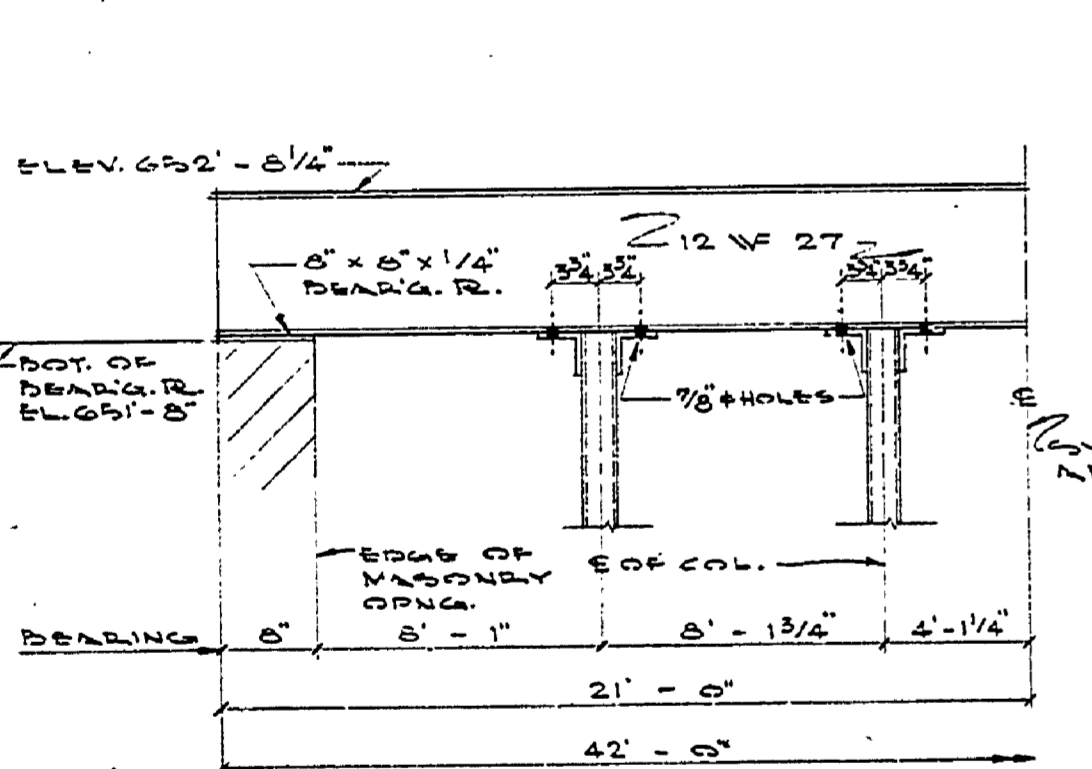 ELEV. 652' - 8 1/4"
12 WF 27
8" x 8" x 1/4"
BEAR'G. PL.
3 3/4" 3 3/4"
3 3/4" 3 3/4"
BOT. OF
BEAR'G. PL.
EL. 651' - 8"
7/8" ϕ HOLES
℄
EDGE OF
MASONRY
OPNG.
℄ OF COL.
BEARING
8"
8' - 1"
8' - 1 3/4"
4' - 1 1/4"
21' - 0"
42' - 0"